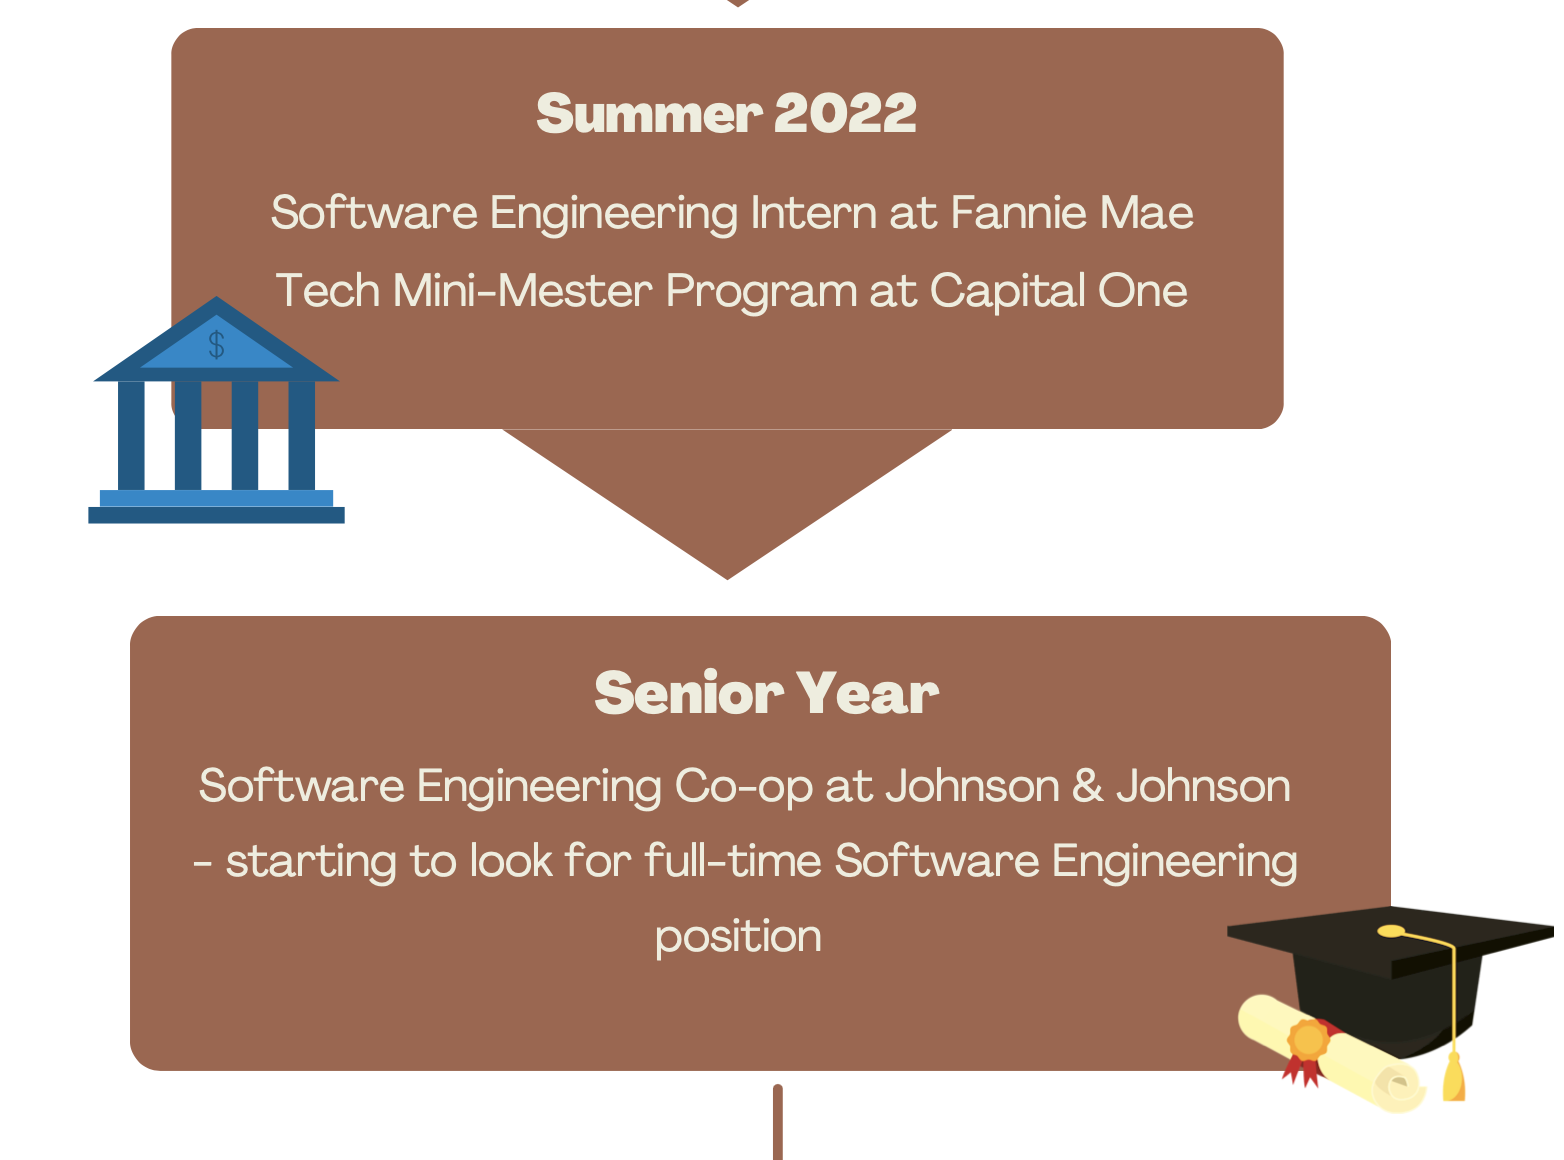 Summer 2022
Software Engineering Intern at Fannie Mae
Tech Mini-Mester Program at Capital One
$
Senior Year
Software Engineering Co-op at Johnson & Johnson
- starting to look for full-time Software Engineering
position